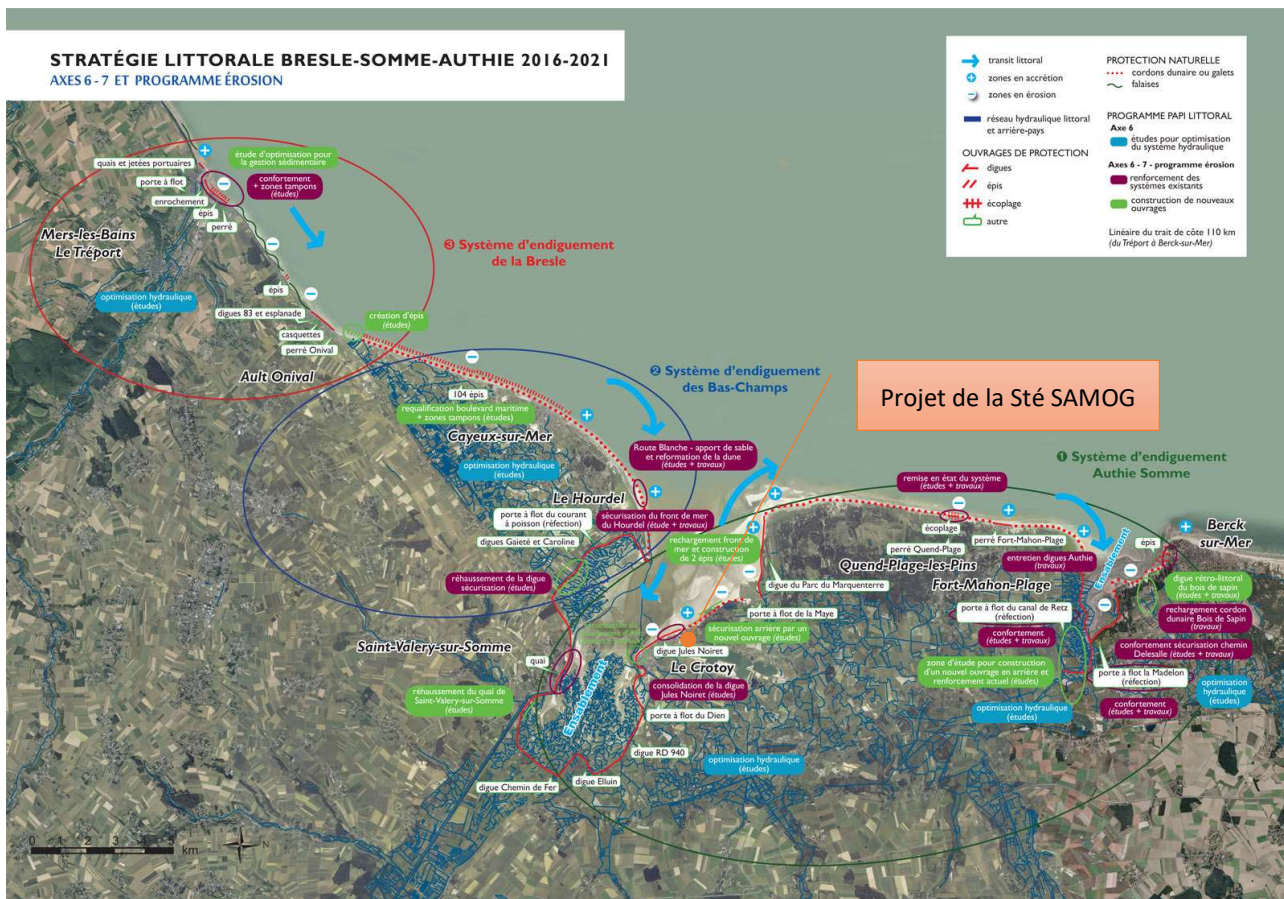 STRATÉGIE LITTORALE BRESLE-SOMME-AUTHIE 2016-2021
AXES 6 - 7 ET PROGRAMME ÉROSION
transit littoral
zones en accrétion
zones en érosion
réseau hydraulique littoral
et arrière-pays
OUVRAGES DE PROTECTION
digues
épis
écoplage
autre
PROTECTION NATURELLE
cordons dunaire ou galets
falaises
PROGRAMME PAPI LITTORAL
Axe 6
études pour optimisation
du système hydraulique
Axes 6 - 7 - programme érosion
renforcement des
systèmes existants
construction de nouveaux
ouvrages
Linéaire du trait de côte 110 km
(du Tréport à Berck-sur-Mer)
quais et jetées portuaires
étude d'optimisation pour
la gestion sédimentaire
porte à flot
confortement
+ zones tampons
(études)
enrochement
épis
perré
Mers-les-Bains
Le Tréport
❸ Système d'endiguement
de la Bresle
optimisation hydraulique
(études)
épis
digues 83 et esplanade
création d'épis
(études)
casquettes
perré Onival
Ault Onival
❷ Système d'endiguement
des Bas-Champs
Projet de la Sté SAMOG
104 épis
requalification boulevard maritime
+ zones tampons (études)
Cayeux-sur-Mer
optimisation hydraulique
(études)
Route Blanche - apport de sable
et reformation de la dune
(études + travaux)
❶ Système d'endiguement
Authie Somme
remise en état du système
(études + travaux)
Le Hourdel
porte à flot du courant
à poisson (réfection)
sécurisation du front de mer
du Hourdel (étude + travaux)
digues Gaieté et Caroline
rechargement front de
mer et construction
de 2 épis (études)
écoplage
perré Quend-Plage
perré Fort-Mahon-Plage
épis
Berck
sur-Mer
entretien digues Authie
(travaux)
Ensablement
Quend-Plage-les-Pins
Fort-Mahon-Plage
réhaussement de la digue
sécurisation (études)
digue du Parc du Marquenterre
digue rétro-littoral
du bois de sapin
(études + travaux)
porte à flot de la Maye
porte à flot du canal de Retz
(réfection)
rechargement cordon
dunaire Bois de Sapin
(travaux)
sécurisation arrière par un
nouvel ouvrage (études)
confortement
(études + travaux)
confortement sécurisation chemin
Delesalle (études + travaux)
Saint-Valery-sur-Somme
quai
digue Jules Noiret
Le Crotoy
zone d'étude pour construction
d'un nouvel ouvrage en arrière et
renforcement actuel (études)
porte à flot la Madelon
(réfection)
réhaussement du quai de
Saint-Valery-sur-Somme
(études)
Ensablement
consolidation de la digue
Jules Noiret (études)
optimisation
hydraulique
(études)
porte à flot du Dien
optimisation hydraulique
(études)
confortement
(études + travaux)
digue RD 940
optimisation hydraulique
(études)
digue Elluin
digue Chemin de Fer
0 1 2 3 4 5
km
N